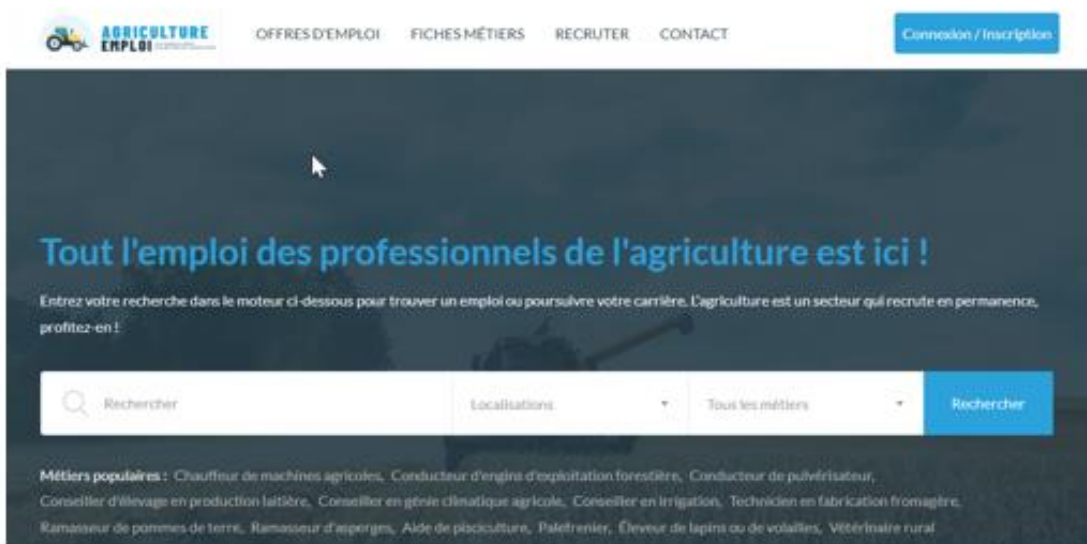 AGRICULTURE
EMPLOI
OFFRES D'EMPLOI FICHES MÉTIERS RECRUTER CONTACT
Connexion / Inscription
Tout l'emploi des professionnels de l'agriculture est ici !
Entrez votre recherche dans le moteur ci-dessous pour trouver un emploi ou poursuivre votre carrière. L'agriculture est un secteur qui recrute en permanence,
profitez-en !
Rechercher Localisations Tous les métiers Rechercher
Métiers populaires : Chauffeur de machines agricoles, Conducteur d'engins d'exploitation forestière, Conducteur de pulvérisateur,
Conseiller d'élevage en production laitière, Conseiller en génie climatique agricole, Conseiller en irrigation, Technicien en fabrication fromagère,
Ramasseur de pommes de terre, Ramasseur d'asperges, Aide de pisciculture, Palefrenier, Éleveur de lapins ou de volailles, Vétérinaire rural